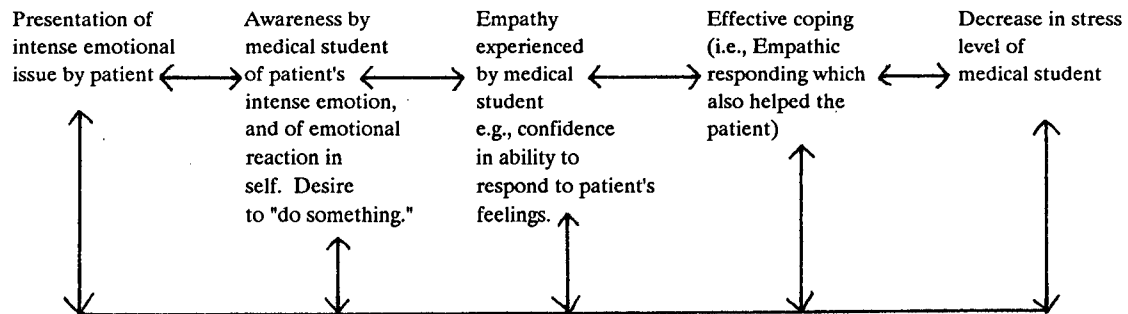 Presentation of
intense emotional
issue by patient
Awareness by
medical student
of patient's
intense emotion,
and of emotional
reaction in
self. Desire
to "do something."
Empathy
experienced
by medical
student
e.g., confidence
in ability to
respond to patient's
feelings.
Effective coping
(i.e., Empathic
responding which
also helped the
patient)
Decrease in stress
level of
medical student